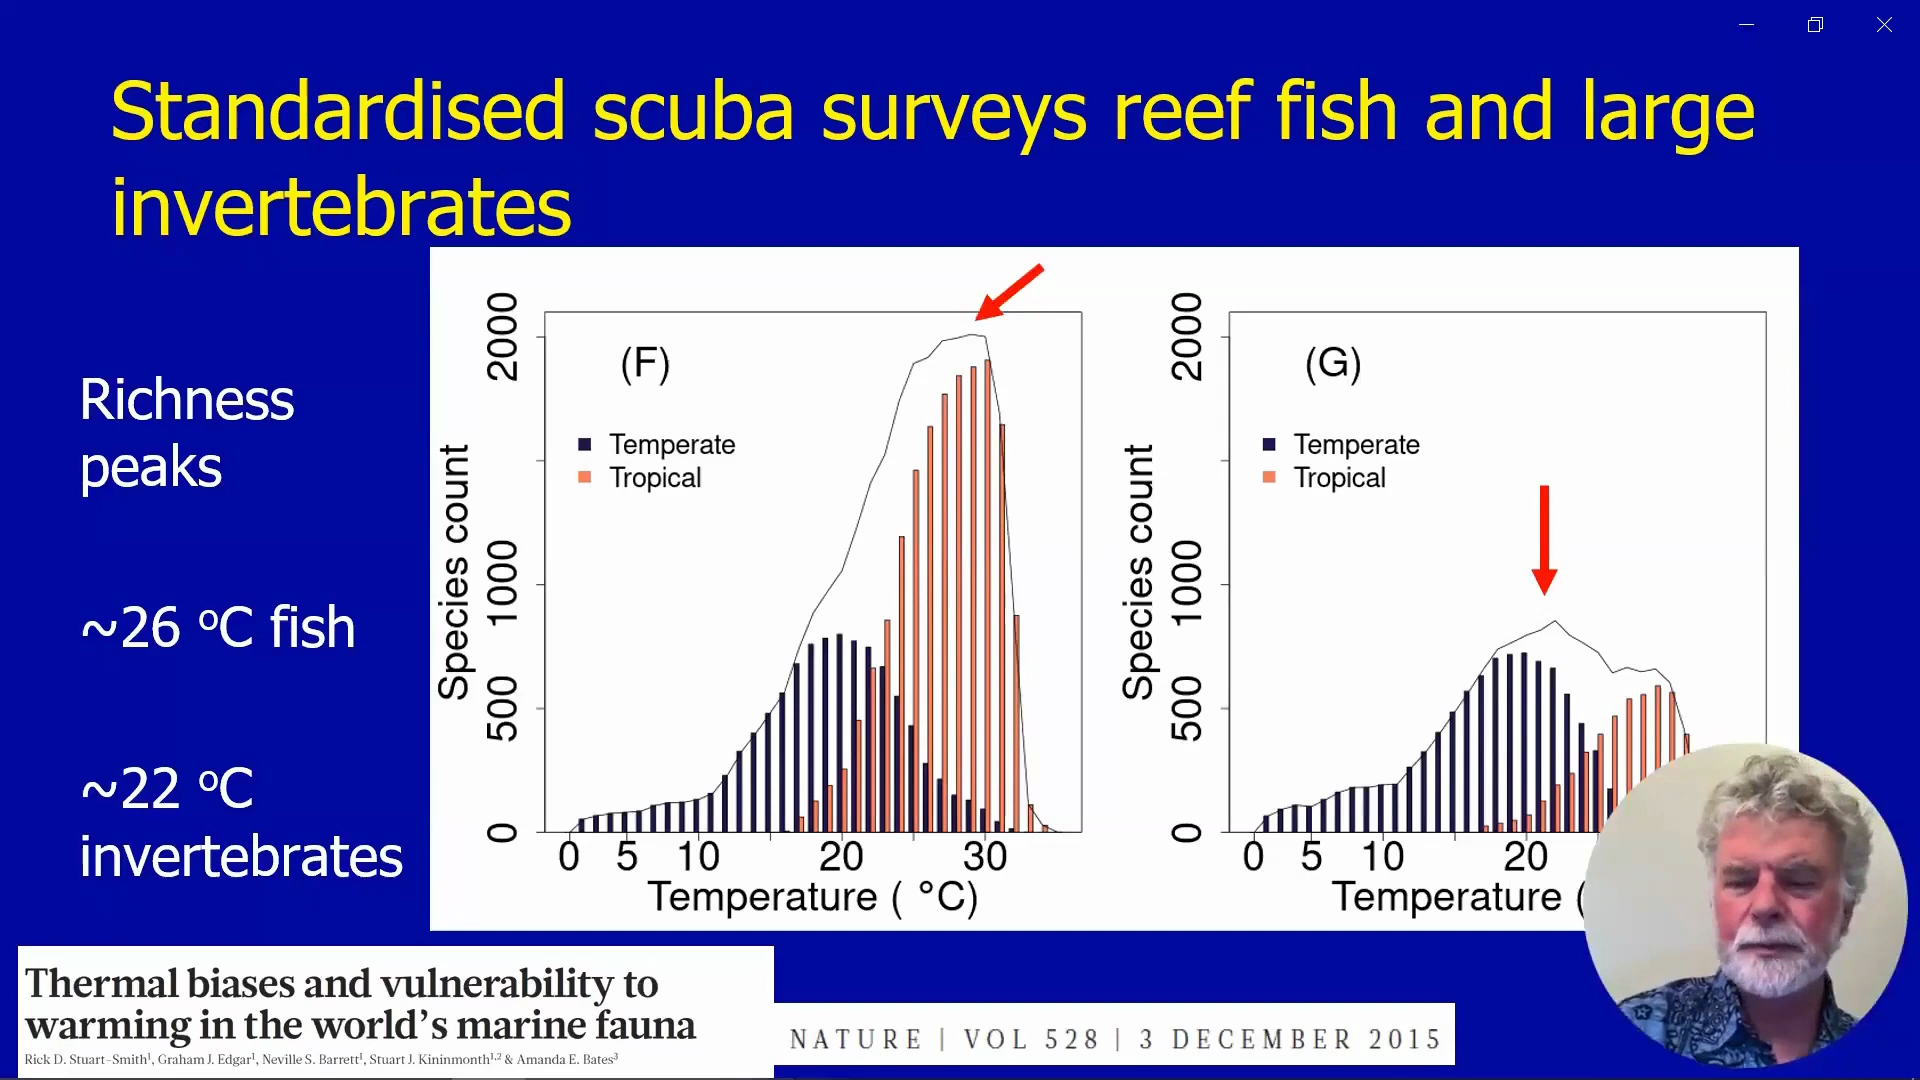 Standardised scuba surveys reef fish and large
invertebrates
Richness
peaks
~26 ºC fish
~22 ºC
invertebrates
(F)
Temperate
Tropical
Species count
0
500
1000
2000
0 5 10 20 30
Temperature ( °C)
(G)
Temperate
Tropical
Species count
0
500
1000
2000
0 5 10 20
Temperature (
Thermal biases and vulnerability to
warming in the world’s marine fauna
Rick D. Stuart-Smith¹, Graham J. Edgar¹, Neville S. Barrett¹, Stuart J. Kininmonth¹,² & Amanda E. Bates³
NATURE | VOL 528 | 3 DECEMBER 2015